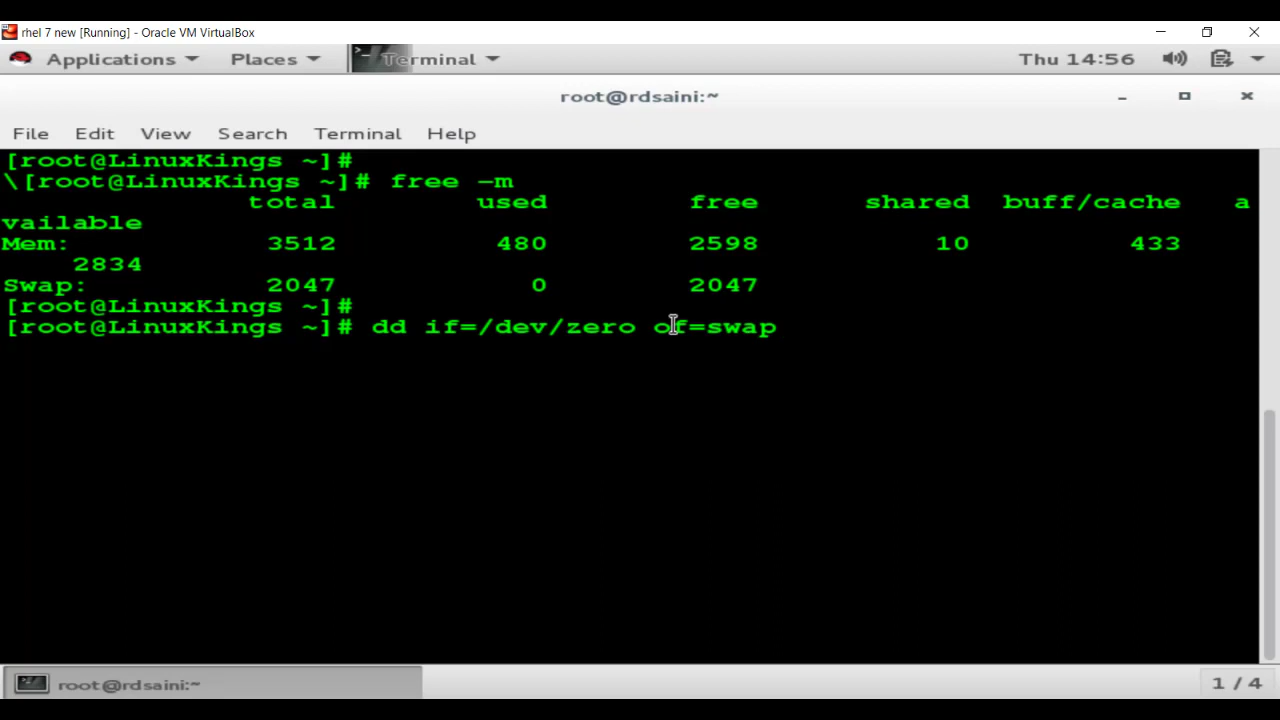 rhel 7 new [Running] - Oracle VM VirtualBox
Applications Places Terminal Thu 14:56
root@rdsaini:~
File Edit View Search Terminal Help
[root@LinuxKings ~]#
\[root@LinuxKings ~]# free -m
total used free shared buff/cache a
vailable
Mem: 3512 480 2598 10 433
2834
Swap: 2047 0 2047
[root@LinuxKings ~]#
[root@LinuxKings ~]# dd if=/dev/zero of=swap
root@rdsaini:~ 1 / 4